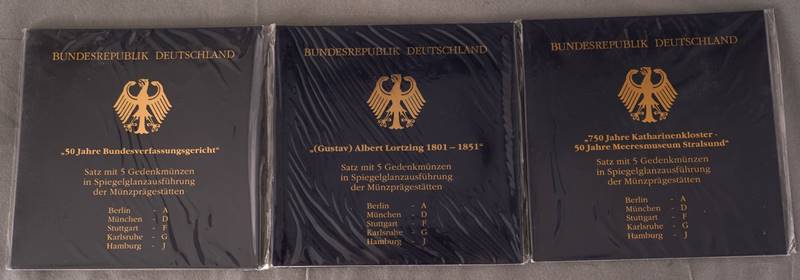 BUNDESREPUBLIK DEUTSCHLAND
„50 Jahre Bundesverfassungsgericht“
Satz mit 5 Gedenkmünzen
in Spiegelglanzausführung
der Münzprägestätten
Berlin - A
München - D
Stuttgart - F
Karlsruhe - G
Hamburg - J
BUNDESREPUBLIK DEUTSCHLAND
„(Gustav) Albert Lortzing 1801 – 1851“
Satz mit 5 Gedenkmünzen
in Spiegelglanzausführung
der Münzprägestätten
Berlin - A
München - D
Stuttgart - F
Karlsruhe - G
Hamburg - J
BUNDESREPUBLIK DEUTSCHLAND
„750 Jahre Katharinenkloster -
50 Jahre Meeresmuseum Stralsund“
Satz mit 5 Gedenkmünzen
in Spiegelglanzausführung
der Münzprägestätten
Berlin - A
München - D
Stuttgart - F
Karlsruhe - G
Hamburg - J